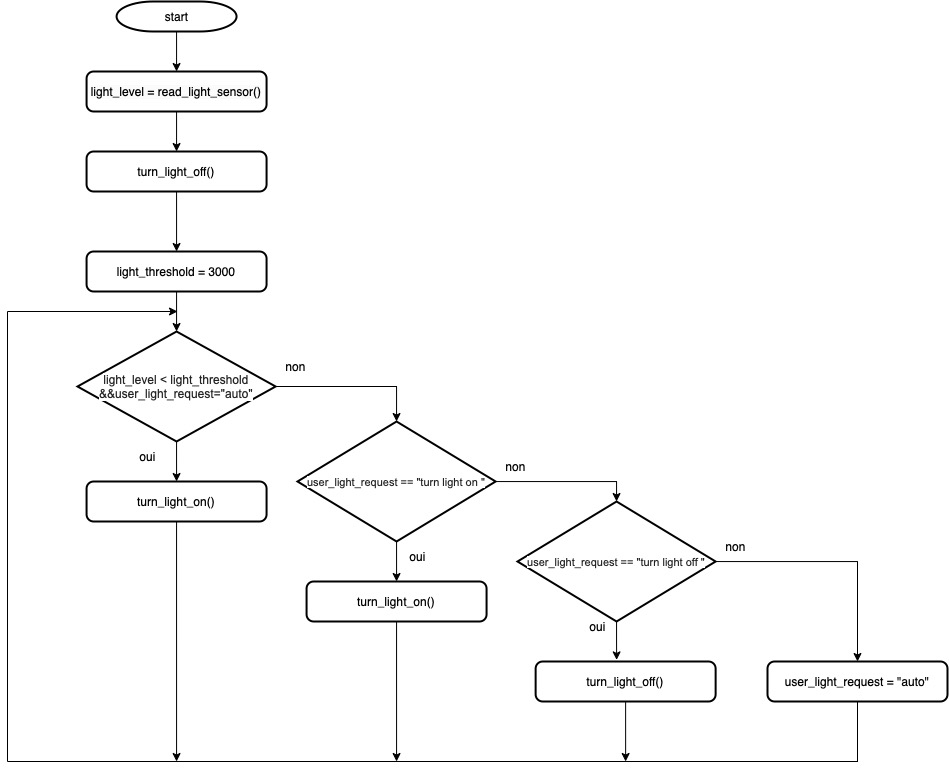 start
light_level = read_light_sensor()
turn_light_off()
light_threshold = 3000
light_level < light_threshold
&&user_light_request="auto"
non
oui
turn_light_on()
user_light_request == "turn light on "
non
oui
turn_light_on()
user_light_request == "turn light off "
non
oui
turn_light_off()
user_light_request = "auto"